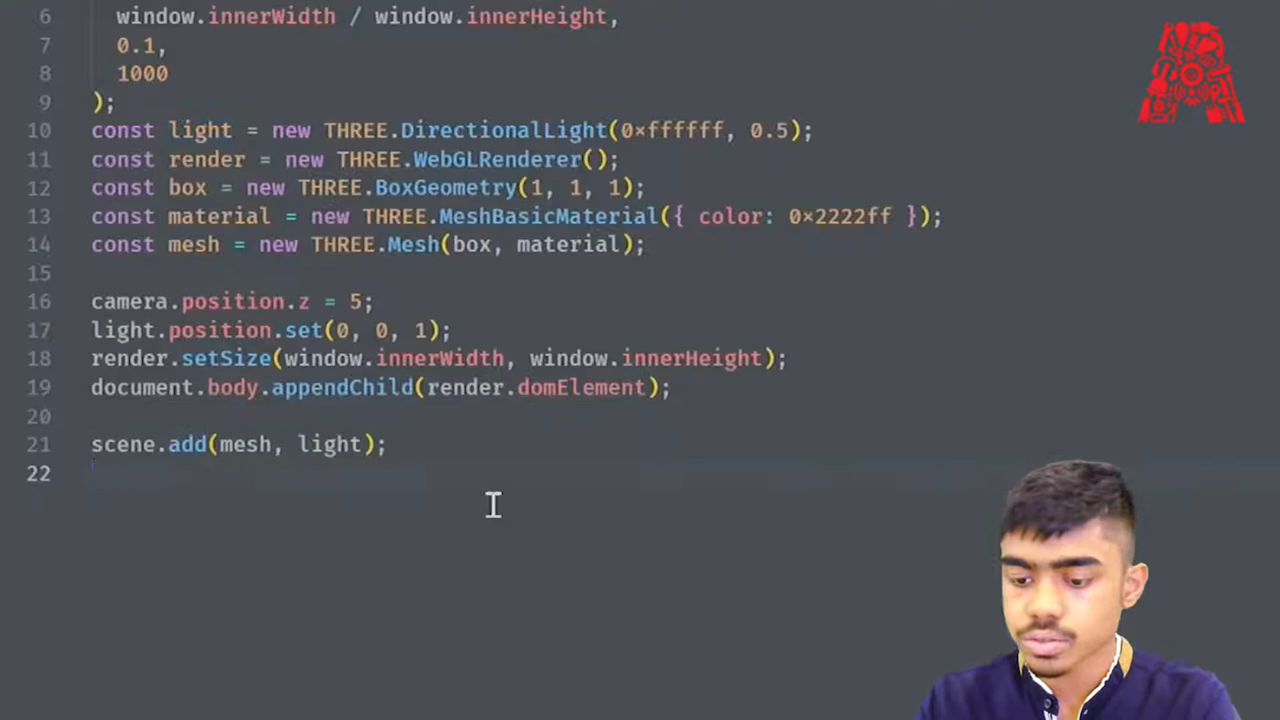 6 window.innerWidth / window.innerHeight,
7 0.1,
8 1000
9 );
10 const light = new THREE.DirectionalLight(0×ffffff, 0.5);
11 const render = new THREE.WebGLRenderer();
12 const box = new THREE.BoxGeometry(1, 1, 1);
13 const material = new THREE.MeshBasicMaterial({ color: 0×2222ff });
14 const mesh = new THREE.Mesh(box, material);
15
16 camera.position.z = 5;
17 light.position.set(0, 0, 1);
18 render.setSize(window.innerWidth, window.innerHeight);
19 document.body.appendChild(render.domElement);
20
21 scene.add(mesh, light);
22